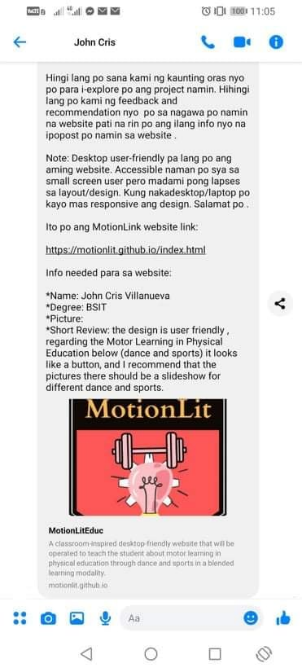 100 11:05
John Cris
Hingi lang po sana kami ng kaunting oras nyo
po para i-explore po ang project namin. Hihingi
lang po kami ng feedback and
recommendation nyo po sa nagawa po namin
na website pati na rin po ang ilang info nyo na
ipopost po namin sa website .
Note: Desktop user-friendly pa lang po ang
aming website. Accessible naman po sya sa
small screen user pero madami pong lapses
sa layout/design. Kung nakadesktop/laptop po
kayo mas responsive ang design. Salamat po .
Ito po ang MotionLink website link:
https://motionlit.github.io/index.html
Info needed para sa website:
*Name: John Cris Villanueva
*Degree: BSIT
*Picture:
*Short Review: the design is user friendly ,
regarding the Motor Learning in Physical
Education below (dance and sports) it looks
like a button, and I recommend that the
pictures there should be a slideshow for
different dance and sports.
MotionLit
MotionLitEduc
A classroom-inspired desktop-friendly website that will be
operated to teach the student about motor learning in
physical education through dance and sports in a blended
learning modality.
motionlit.github.io
Aa